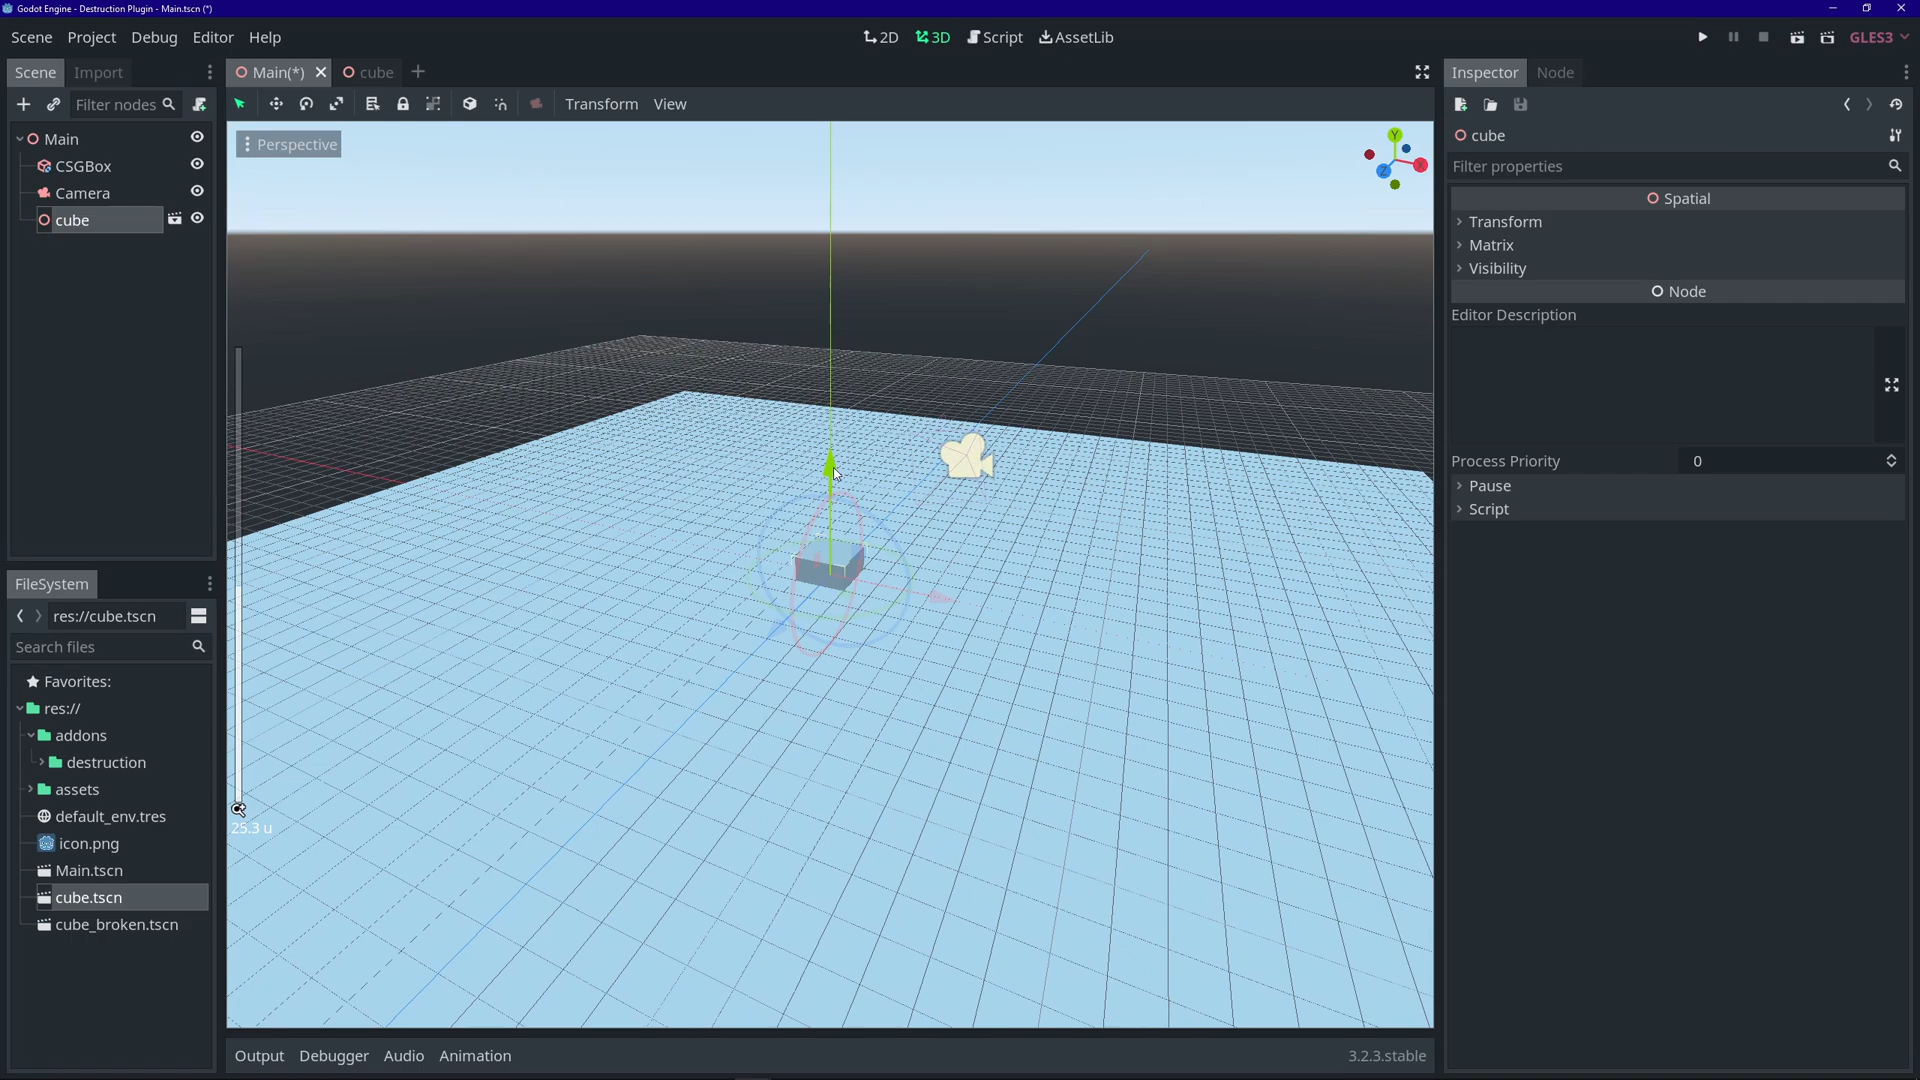 Godot Engine - Destruction Plugin - Main.tscn (*)
Scene Project Debug Editor Help
2D 3D Script AssetLib
GLES3
Scene Import
Main(*) cube
Inspector Node
Filter nodes
Transform View
Main
CSGBox
Camera
cube
Perspective
Y
X
Z
25.3 u
cube
Filter properties
Spatial
Transform
Matrix
Visibility
Node
Editor Description
Process Priority 0
Pause
Script
FileSystem
res://cube.tscn
Search files
Favorites:
res://
addons
destruction
assets
default_env.tres
icon.png
Main.tscn
cube.tscn
cube_broken.tscn
Output Debugger Audio Animation
3.2.3.stable